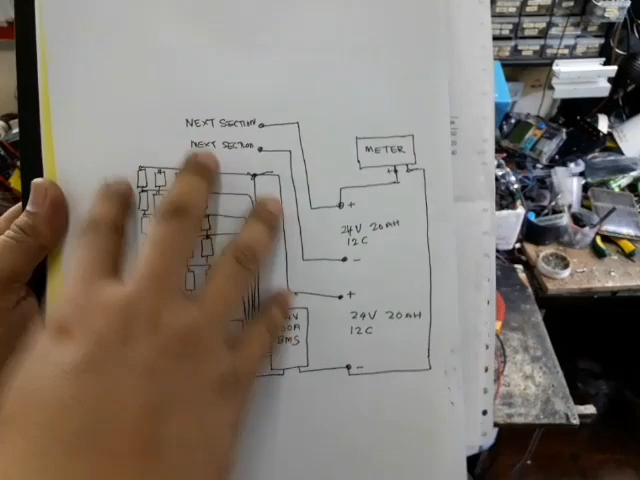 NEXT SECTION
NEXT SECTION
METER
+ -
+
24V 20AH
12C
-
+
24V 20AH
12C
BMS
-